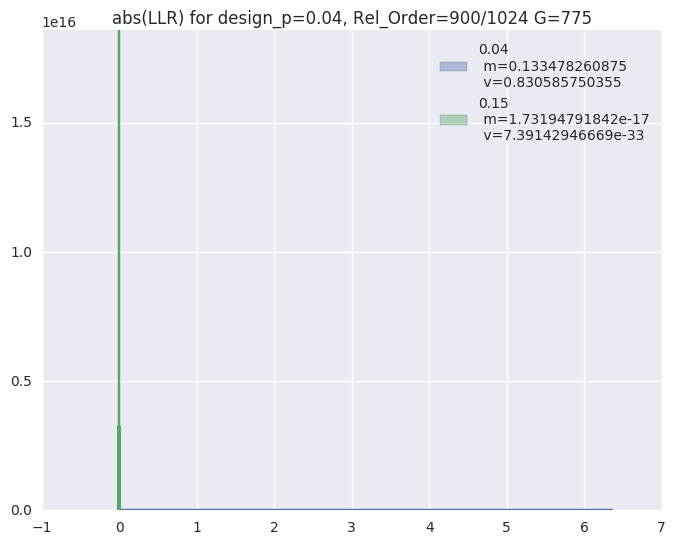 abs(LLR) for design_p=0.04, Rel_Order=900/1024 G=775
1e16
0.04
m=0.133478260875
v=0.830585750355
0.15
m=1.73194791842e-17
v=7.39142946669e-33
1.5
1.0
0.5
0.0
−1 0 1 2 3 4 5 6 7